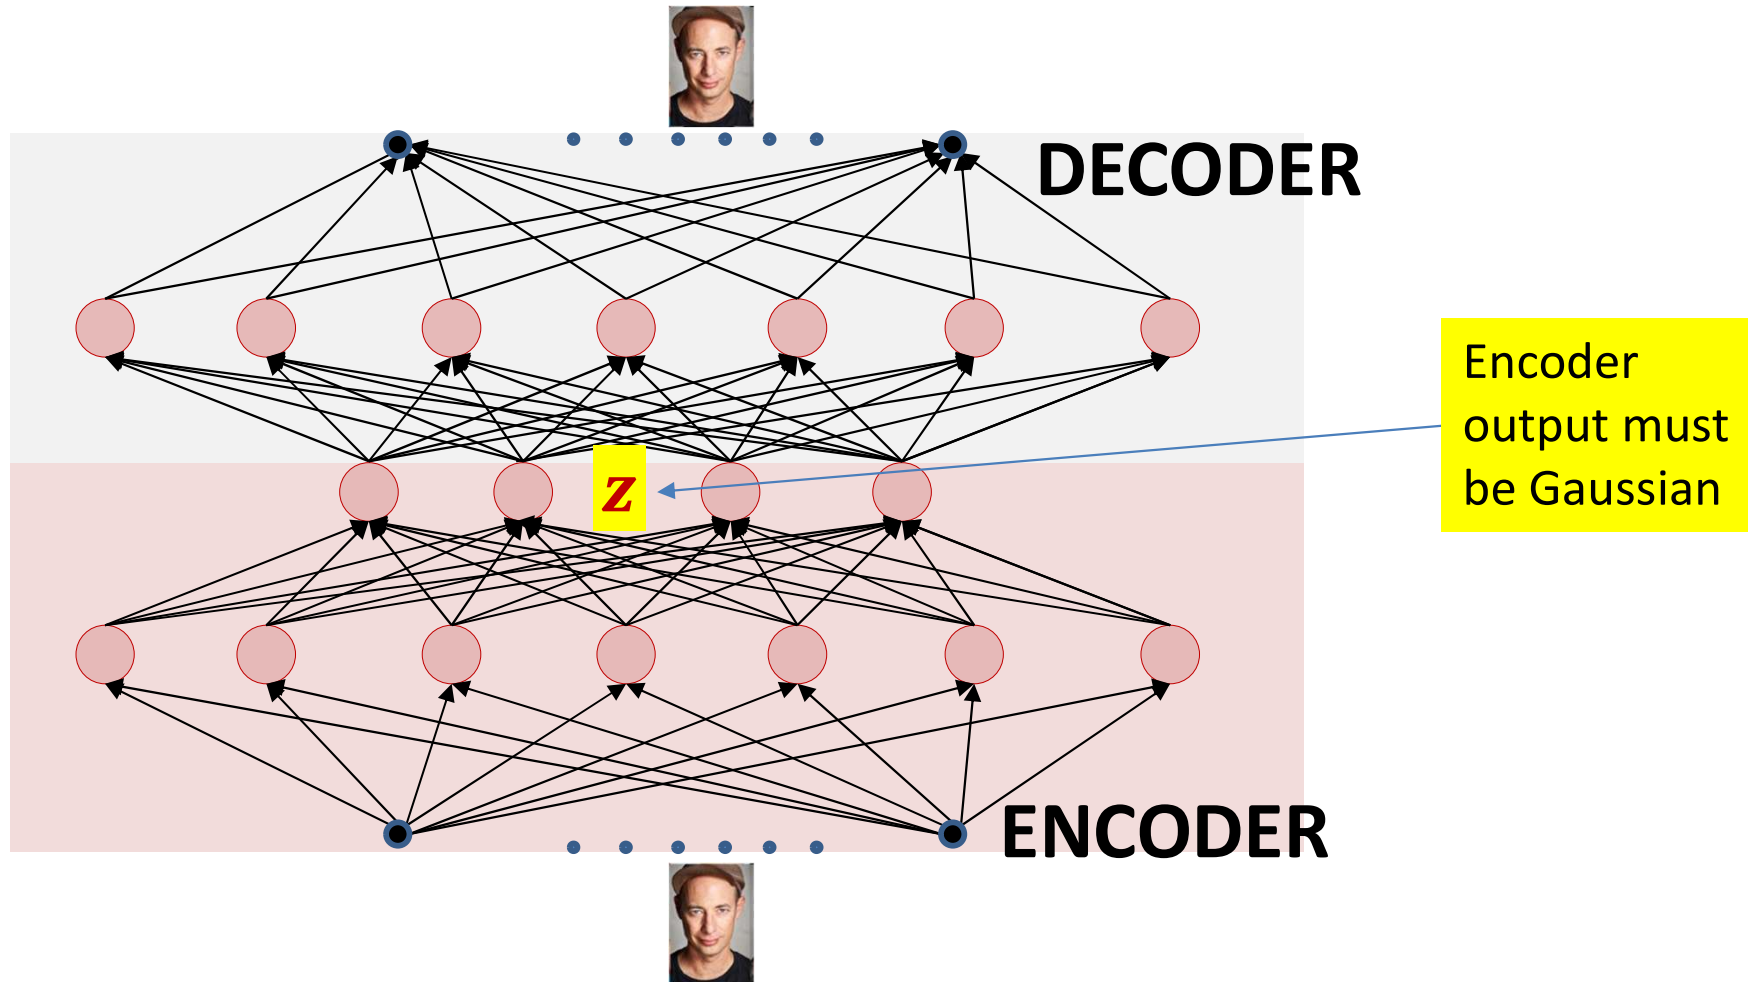 DECODER
Encoder
output must
be Gaussian
z
ENCODER